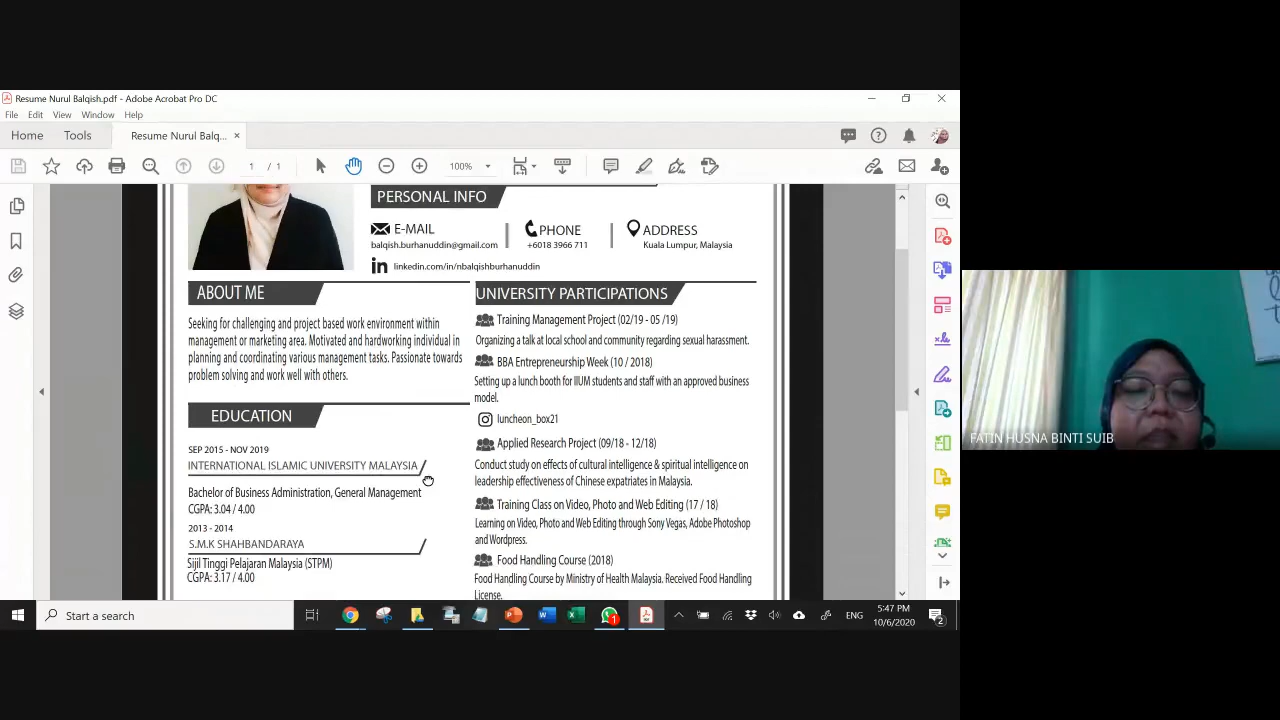 Resume Nurul Balqish.pdf - Adobe Acrobat Pro DC
File Edit View Window Help
Home Tools Resume Nurul Balq... ×
1 / 1 100%
PERSONAL INFO
E-MAIL
balqish.burhanuddin@gmail.com
PHONE
+6018 3966 711
ADDRESS
Kuala Lumpur, Malaysia
in linkedin.com/in/nbalqishburhanuddin
ABOUT ME
Seeking for challenging and project based work environment within
management or marketing area. Motivated and hardworking individual in
planning and coordinating various management tasks. Passionate towards
problem solving and work well with others.
EDUCATION
SEP 2015 - NOV 2019
INTERNATIONAL ISLAMIC UNIVERSITY MALAYSIA
Bachelor of Business Administration, General Management
CGPA: 3.04 / 4.00
2013 - 2014
S.M.K SHAHBANDARAYA
Sijil Tinggi Pelajaran Malaysia (STPM)
CGPA: 3.17 / 4.00
UNIVERSITY PARTICIPATIONS
Training Management Project (02/19 - 05 /19)
Organizing a talk at local school and community regarding sexual harassment.
BBA Entrepreneurship Week (10 / 2018)
Setting up a lunch booth for IIUM students and staff with an approved business
model.
luncheon_box21
Applied Research Project (09/18 - 12/18)
Conduct study on effects of cultural intelligence & spiritual intelligence on
leadership effectiveness of Chinese expatriates in Malaysia.
Training Class on Video, Photo and Web Editing (17 / 18)
Learning on Video, Photo and Web Editing through Sony Vegas, Adobe Photoshop
and Wordpress.
Food Handling Course (2018)
Food Handling Course by Ministry of Health Malaysia. Received Food Handling
License.
FATIN HUSNA BINTI SUIB
Start a search
1
ENG
5:47 PM
10/6/2020
2